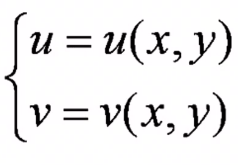 u = u(x, y)
v = v(x, y)